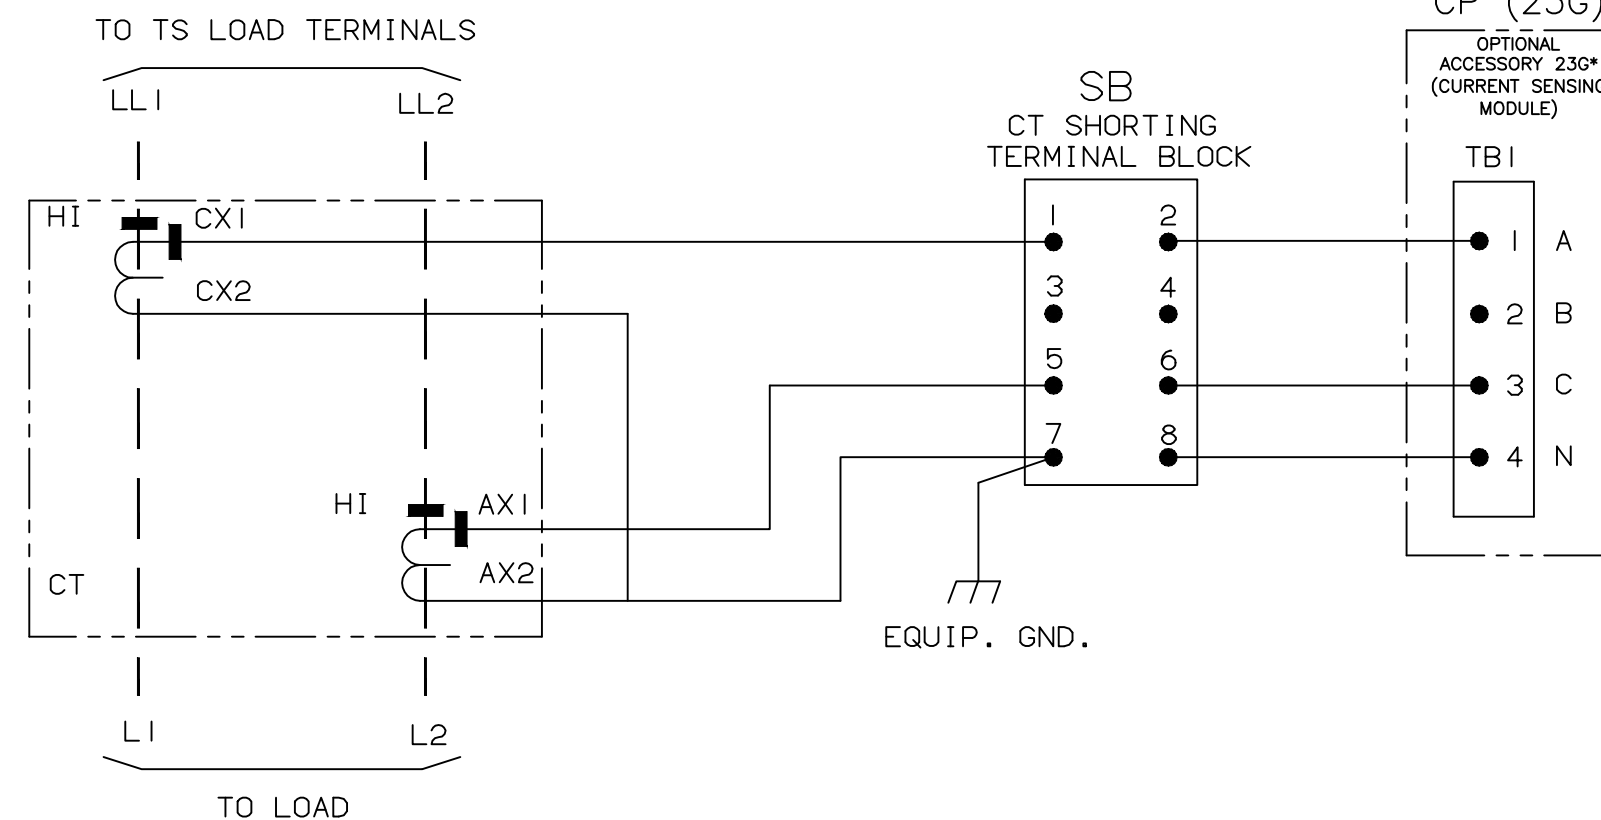 TO TS LOAD TERMINALS
LL1
LL2
HI
CX1
CX2
HI
AX1
AX2
CT
L1
L2
TO LOAD
SB
CT SHORTING
TERMINAL BLOCK
1
2
3
4
5
6
7
8
EQUIP. GND.
CP (23G)
OPTIONAL
ACCESSORY 23G*
(CURRENT SENSING
MODULE)
TB1
1 A
2 B
3 C
4 N